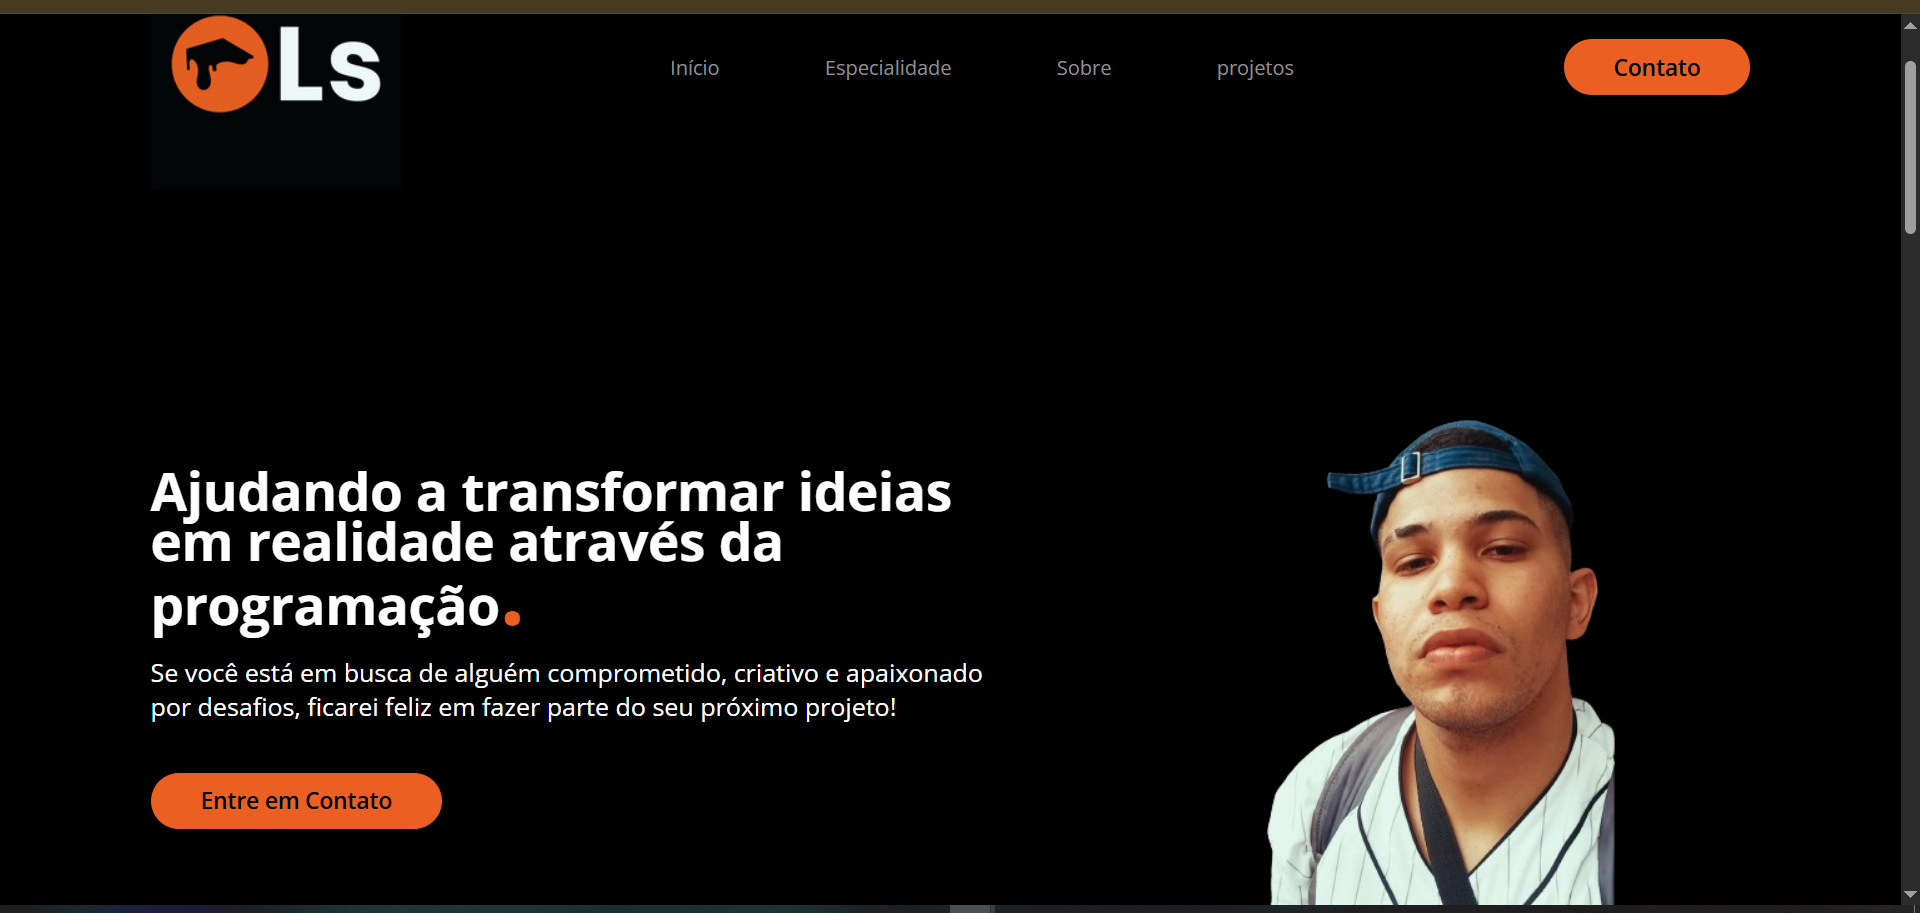 Ls
Início Especialidade Sobre projetos Contato
Ajudando a transformar ideias
em realidade através da
programação.
Se você está em busca de alguém comprometido, criativo e apaixonado
por desafios, ficarei feliz em fazer parte do seu próximo projeto!
Entre em Contato